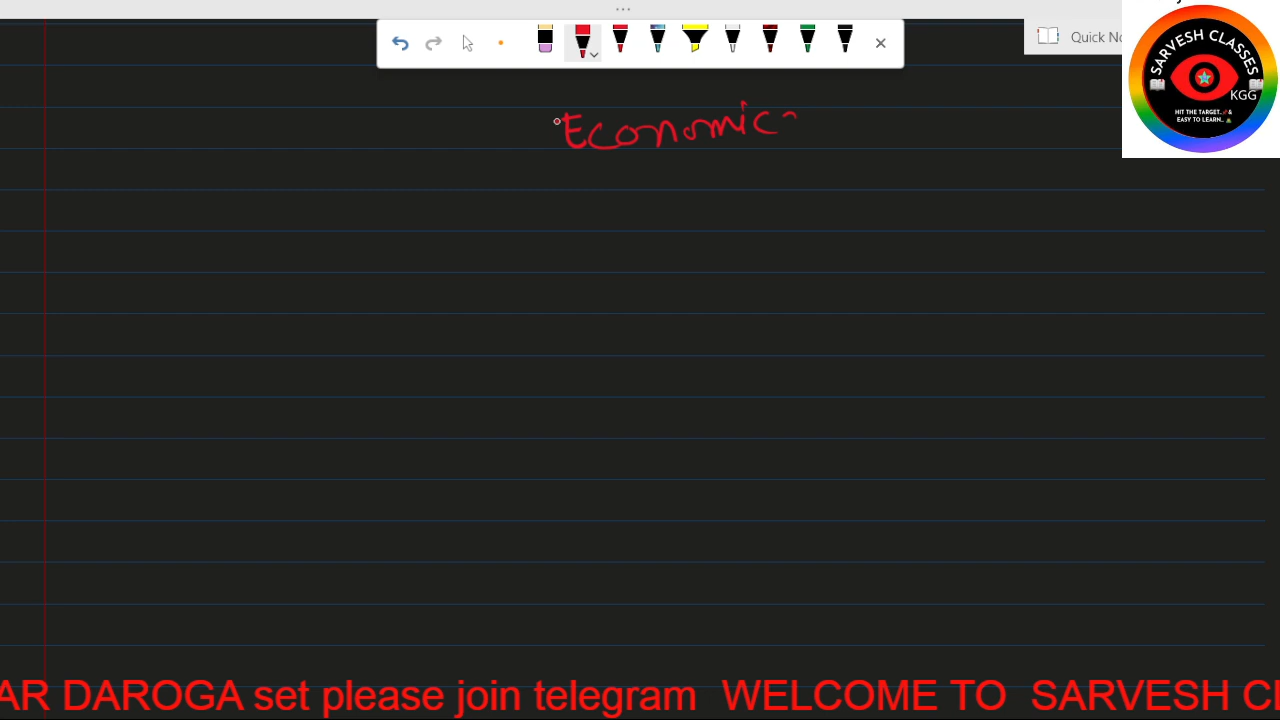 Quick No
SARVESH CLASSES
KGG
HIT THE TARGET..📌&
EASY TO LEARN..
Economic
AR DAROGA set please join telegram WELCOME TO SARVESH Cl